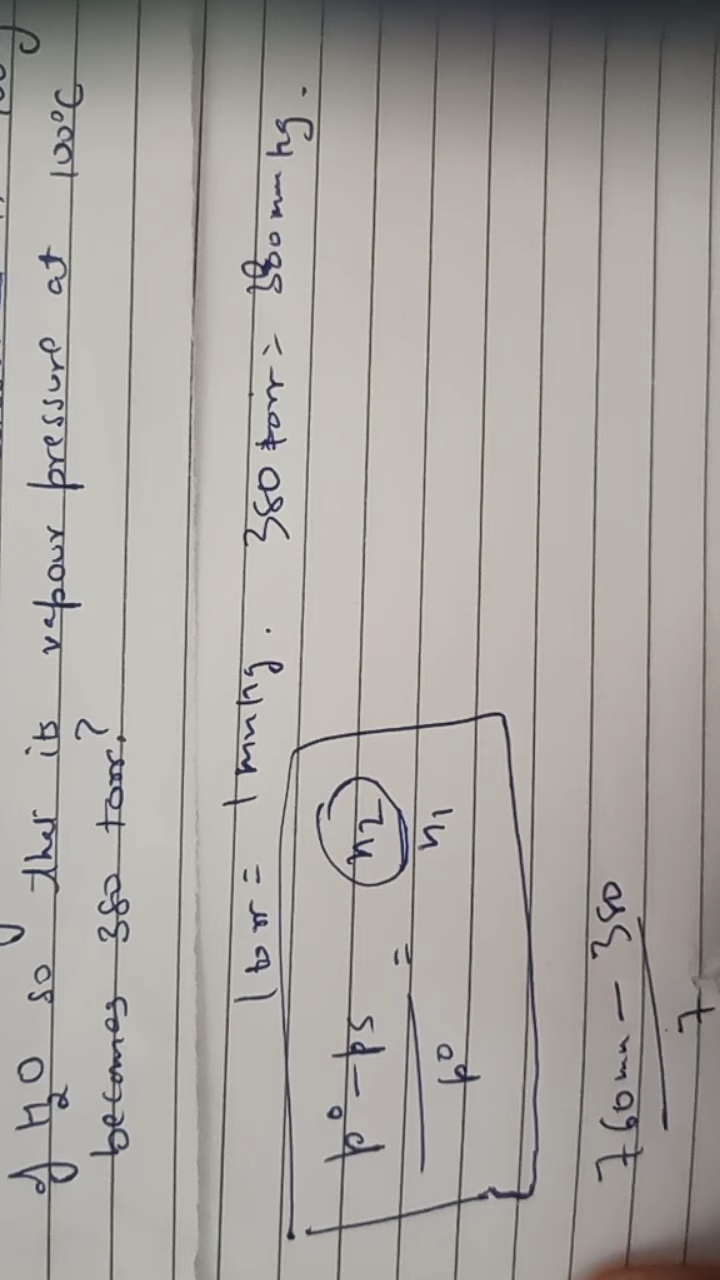 of H2O so that its vapour pressure at 100°C
becomes 380 torr?
1 torr = 1 mmhg. 380 torr = 380 mmhg.
p° - ps = n2
p° n1
760mm - 380
7